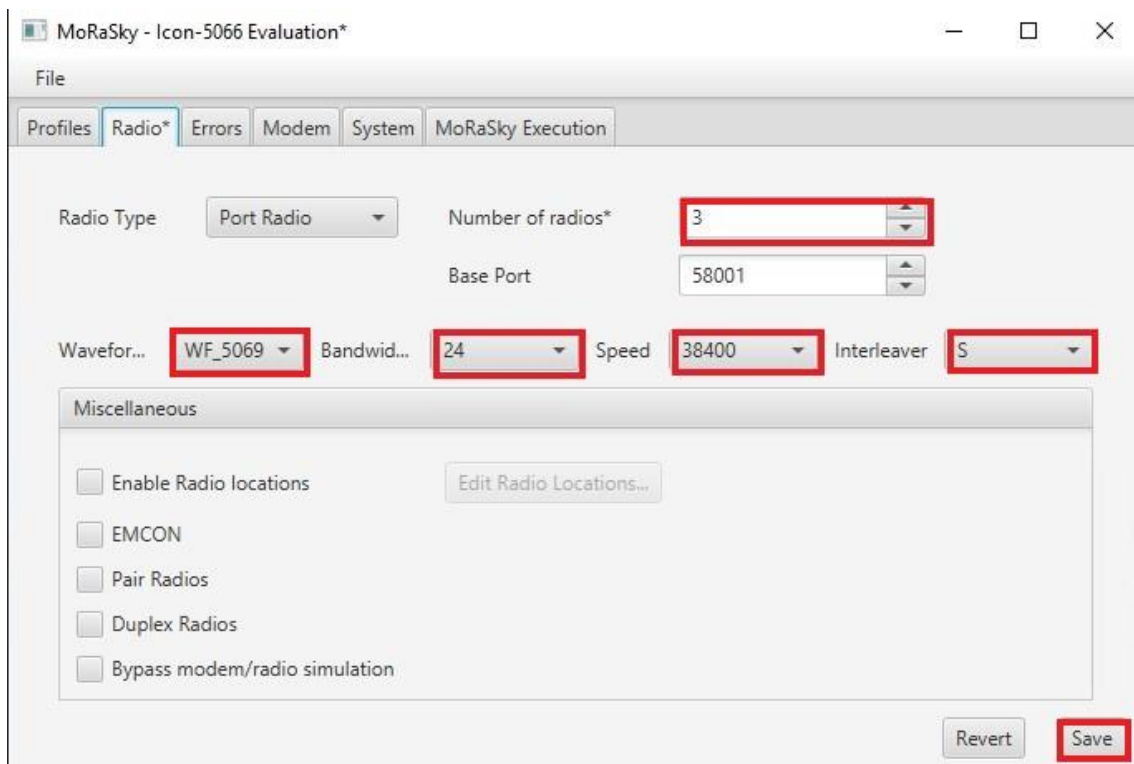 MoRaSky - Icon-5066 Evaluation*
File
Profiles Radio* Errors Modem System MoRaSky Execution
Radio Type Port Radio Number of radios* 3
Base Port 58001
Wavefor... WF_5069 Bandwid... 24 Speed 38400 Interleaver S
Miscellaneous
Enable Radio locations Edit Radio Locations...
EMCON
Pair Radios
Duplex Radios
Bypass modem/radio simulation
Revert Save